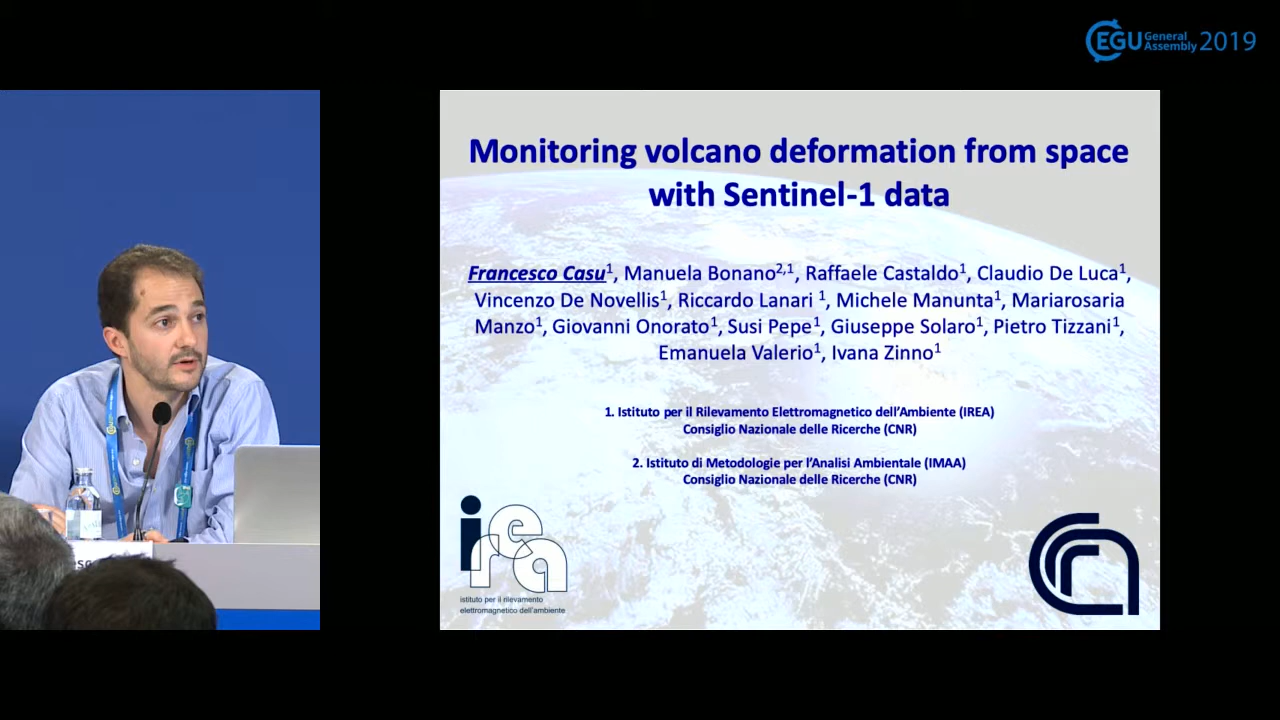 EGU General Assembly 2019
Monitoring volcano deformation from space
with Sentinel-1 data
Francesco Casu1, Manuela Bonano2,1, Raffaele Castaldo1, Claudio De Luca1,
Vincenzo De Novellis1, Riccardo Lanari 1, Michele Manunta1, Mariarosaria
Manzo1, Giovanni Onorato1, Susi Pepe1, Giuseppe Solaro1, Pietro Tizzani1,
Emanuela Valerio1, Ivana Zinno1
1. Istituto per il Rilevamento Elettromagnetico dell'Ambiente (IREA)
Consiglio Nazionale delle Ricerche (CNR)
2. Istituto di Metodologie per l'Analisi Ambientale (IMAA)
Consiglio Nazionale delle Ricerche (CNR)
irea
istituto per il rilevamento
elettromagnetico dell'ambiente